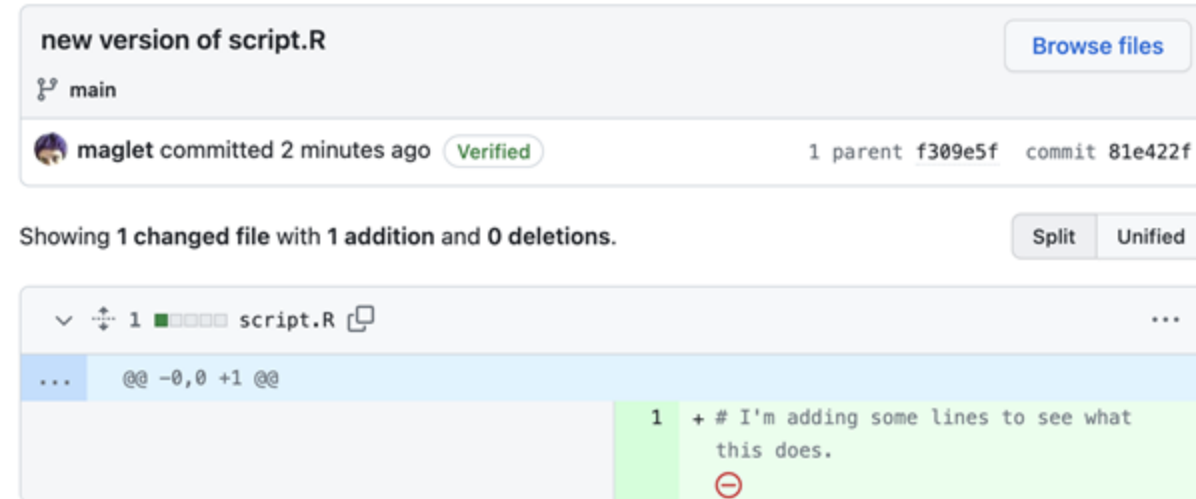 new version of script.R
Browse files
main
maglet committed 2 minutes ago Verified
1 parent f309e5f commit 81e422f
Showing 1 changed file with 1 addition and 0 deletions.
Split Unified
1 script.R ...
... @@ -0,0 +1 @@
1 + # I'm adding some lines to see what
this does.